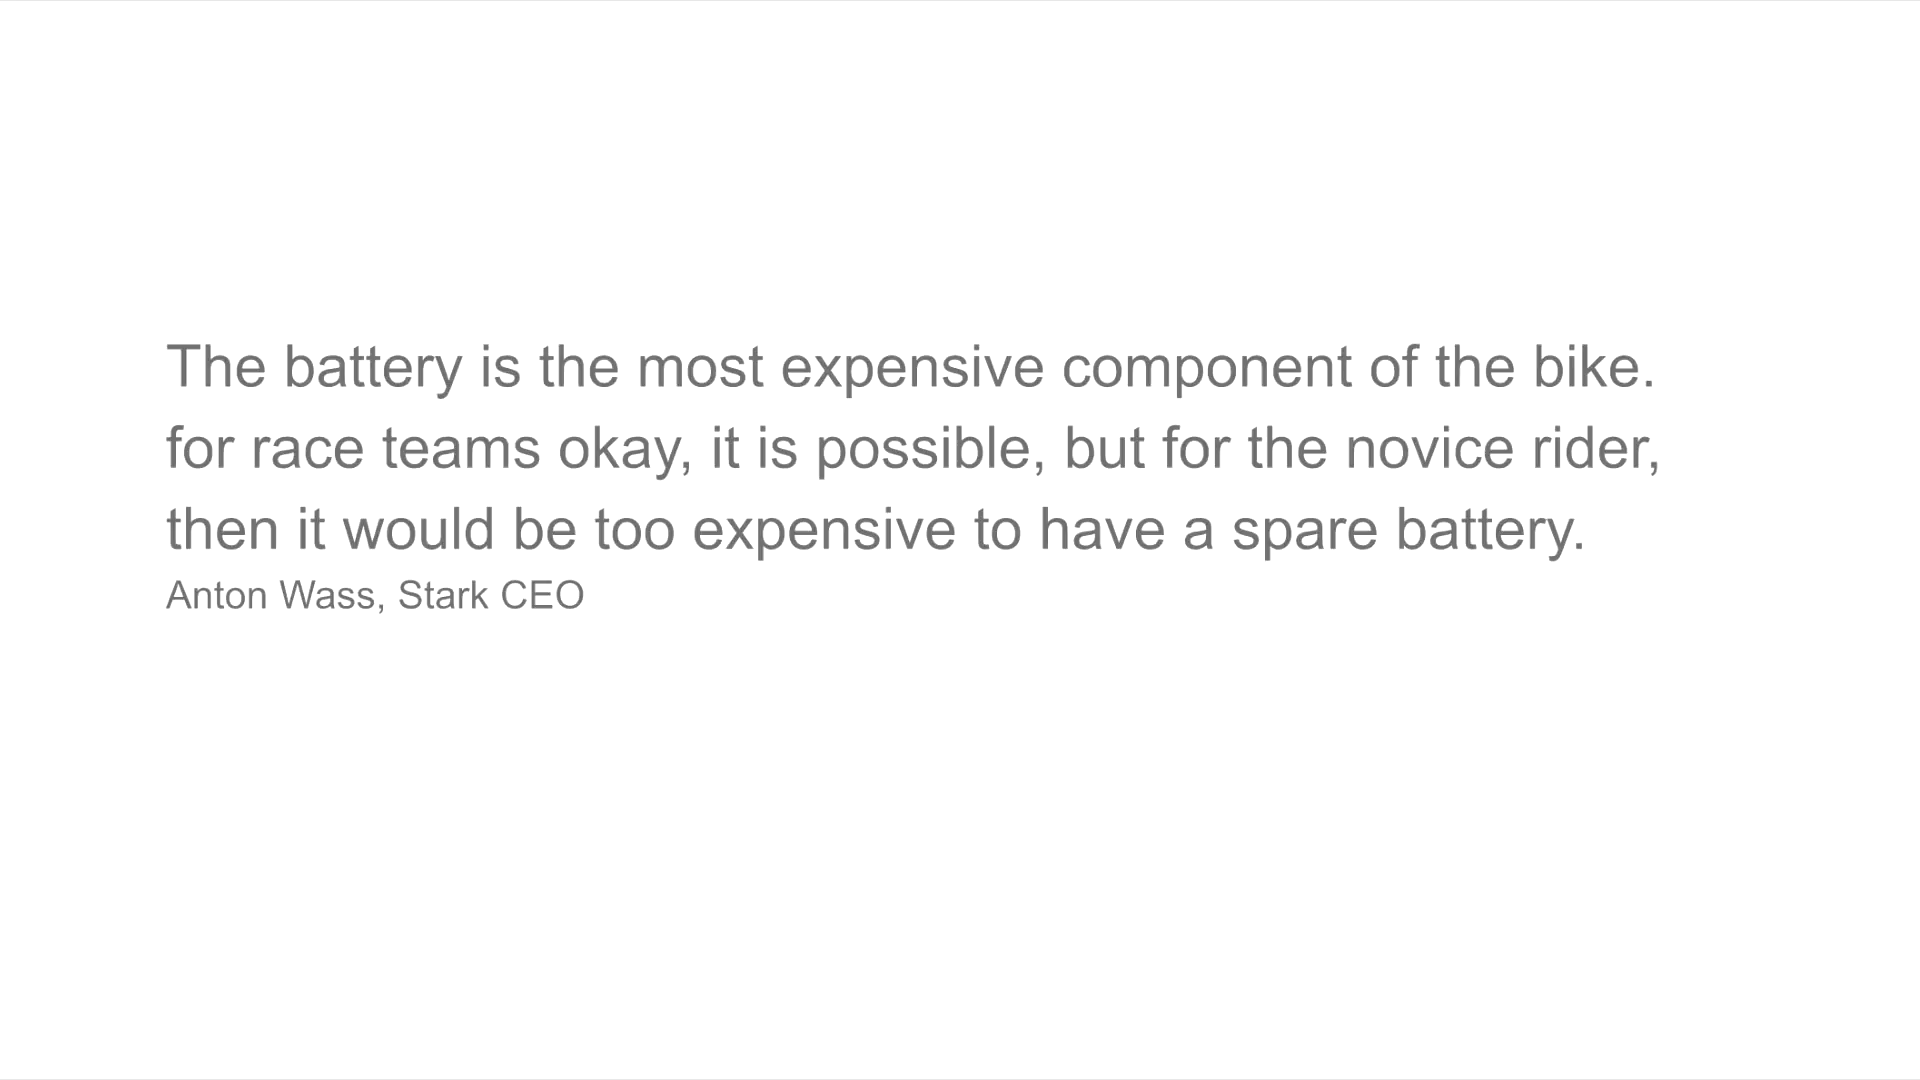 The battery is the most expensive component of the bike.
for race teams okay, it is possible, but for the novice rider,
then it would be too expensive to have a spare battery.
Anton Wass, Stark CEO